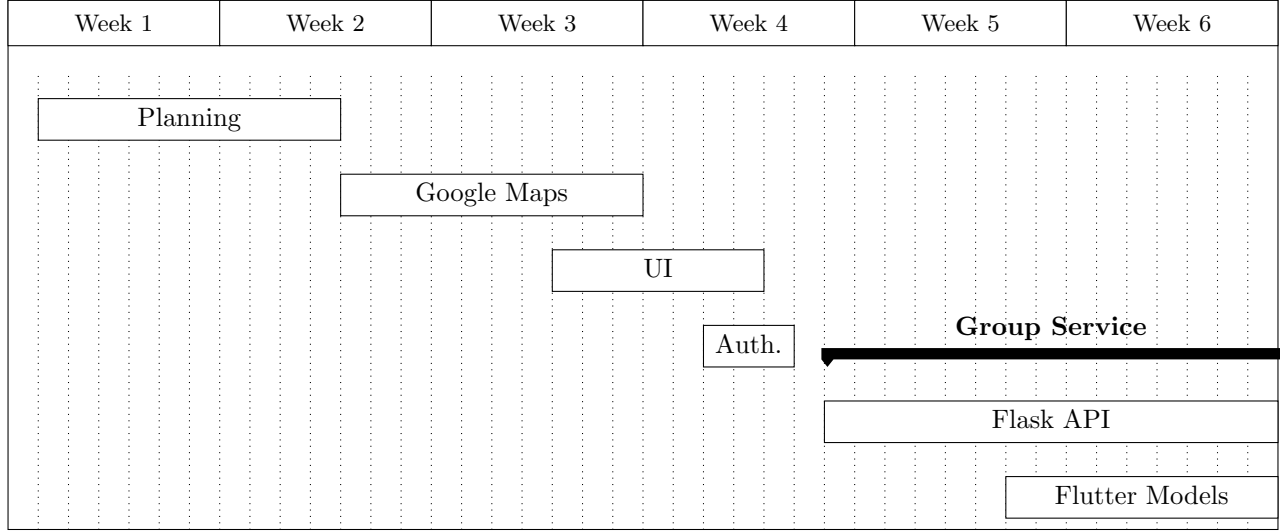 Week 1 Week 2 Week 3 Week 4 Week 5 Week 6
Planning
Google Maps
UI
Group Service
Auth.
Flask API
Flutter Models